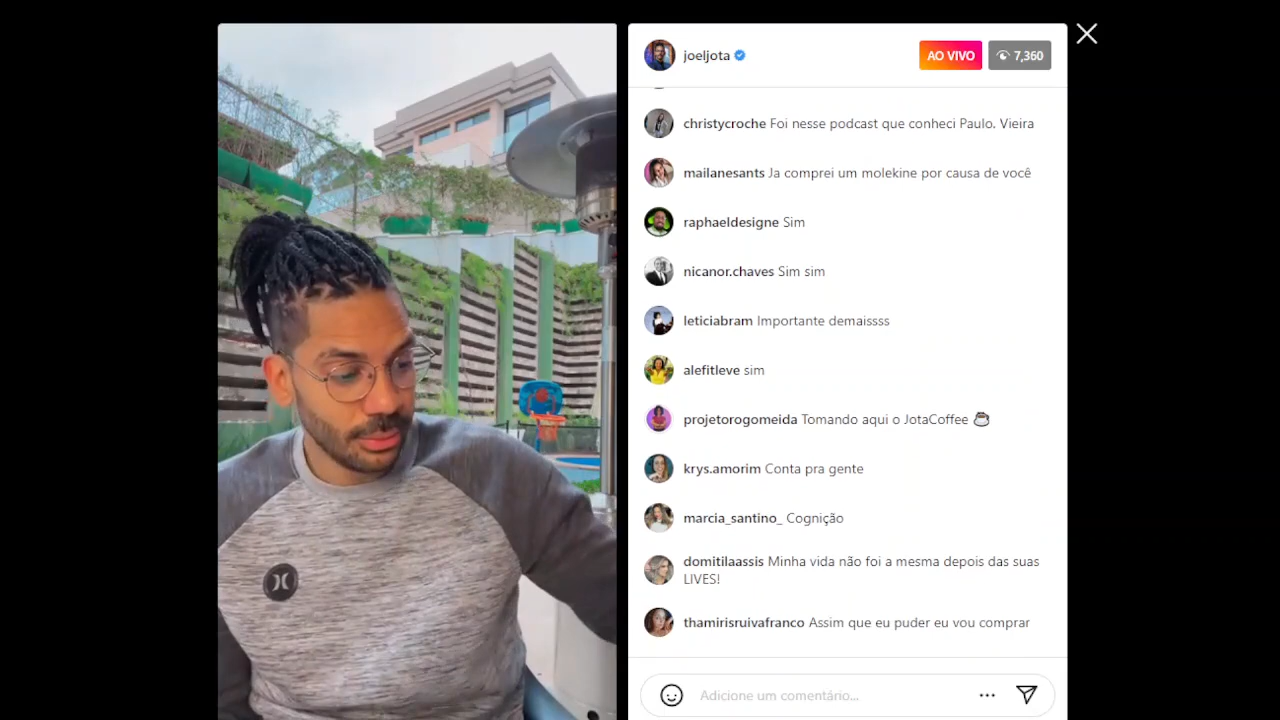 joeljota
AO VIVO
7,360
christycroche Foi nesse podcast que conheci Paulo. Vieira
mailanesants Ja comprei um molekine por causa de você
raphaeldesigne Sim
nicanor.chaves Sim sim
leticiabram Importante demaissss
alefitleve sim
projetorogomeida Tomando aqui o JotaCoffee ☕
krys.amorim Conta pra gente
marcia_santino_ Cognição
domitilaassis Minha vida não foi a mesma depois das suas
LIVES!
thamirisruivafranco Assim que eu puder eu vou comprar
Adicione um comentário...